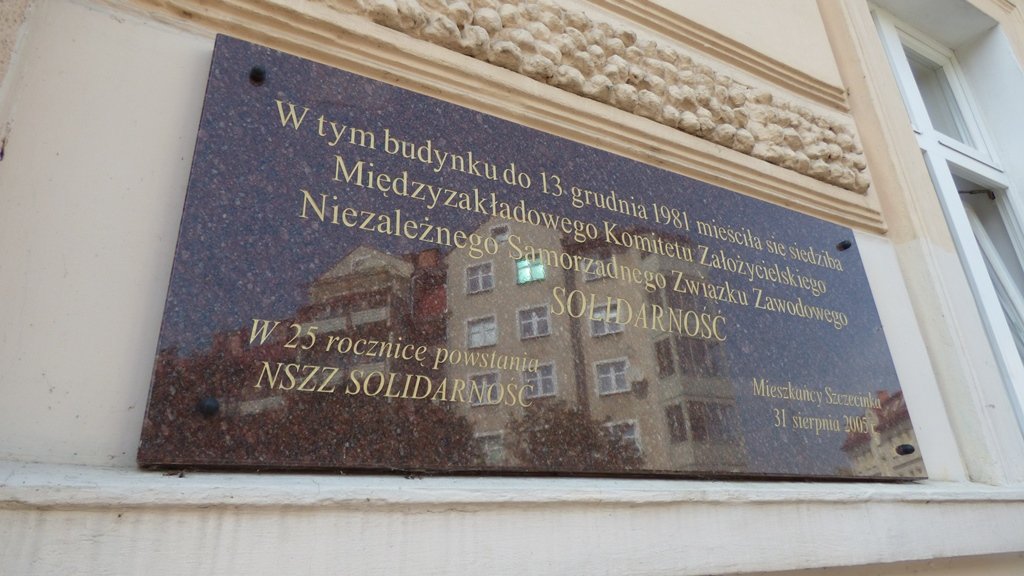 W tym budynku do 13 grudnia 1981 mieściła się siedziba
Międzyzakładowego Komitetu Założycielskiego
Niezależnego Samorządnego Związku Zawodowego
SOLIDARNOŚĆ
W 25 rocznicę powstania
NSZZ SOLIDARNOŚĆ
Mieszkańcy Szczecinka
31 sierpnia 2005 r.